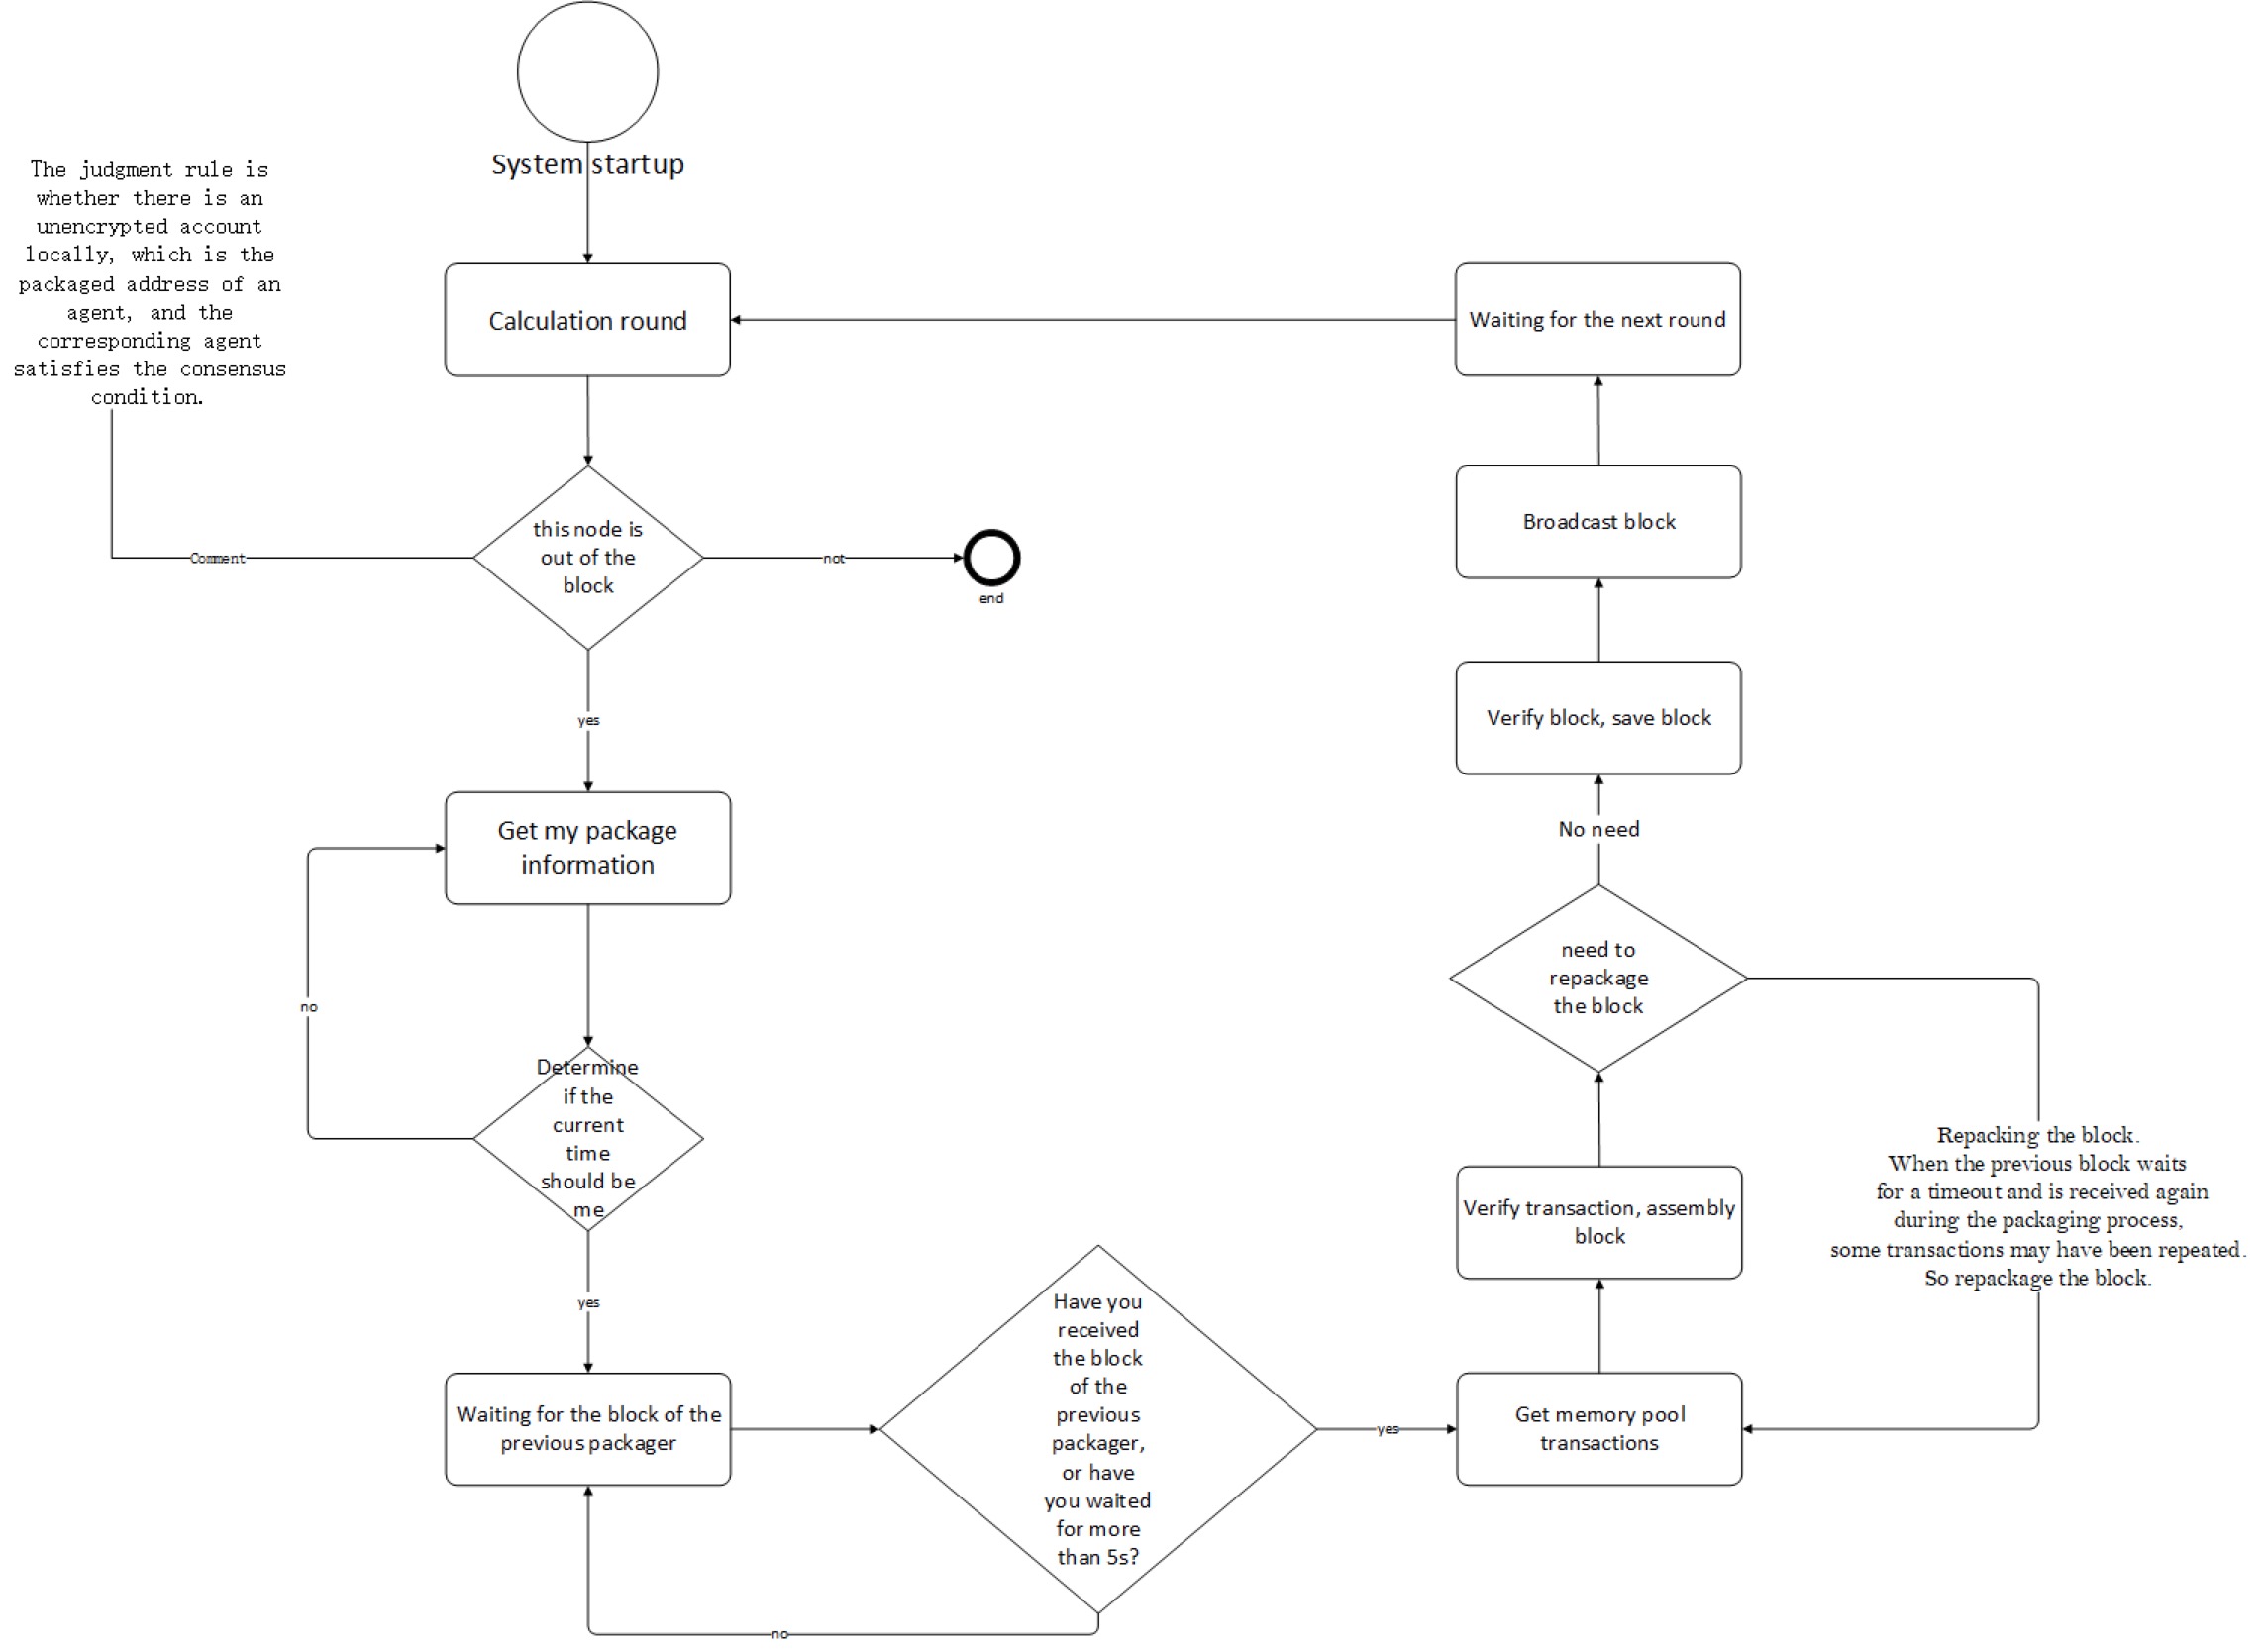 System startup
The judgment rule is
whether there is an
unencrypted account
locally, which is the
packaged address of an
agent, and the
corresponding agent
satisfies the consensus
condition.
Calculation round
Waiting for the next round
Comment
this node is
out of the
block
not
end
Broadcast block
yes
Verify block, save block
Get my package
information
No need
no
need to
repackage
the block
Determine
if the
current
time
should be
me
Verify transaction, assembly
block
Repacking the block.
When the previous block waits
for a timeout and is received again
during the packaging process,
some transactions may have been repeated.
So repackage the block.
yes
Waiting for the block of the
previous packager
Have you
received
the block
of the
previous
packager,
or have
you waited
for more
than 5s?
yes
Get memory pool
transactions
no